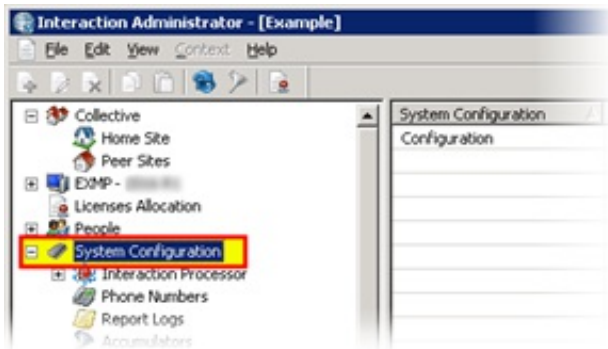 Interaction Administrator - [Example]
File Edit View Context Help
Collective
Home Site
Peer Sites
EXMP -
Licenses Allocation
People
System Configuration
Interaction Processor
Phone Numbers
Report Logs
Accumulators
System Configuration
Configuration